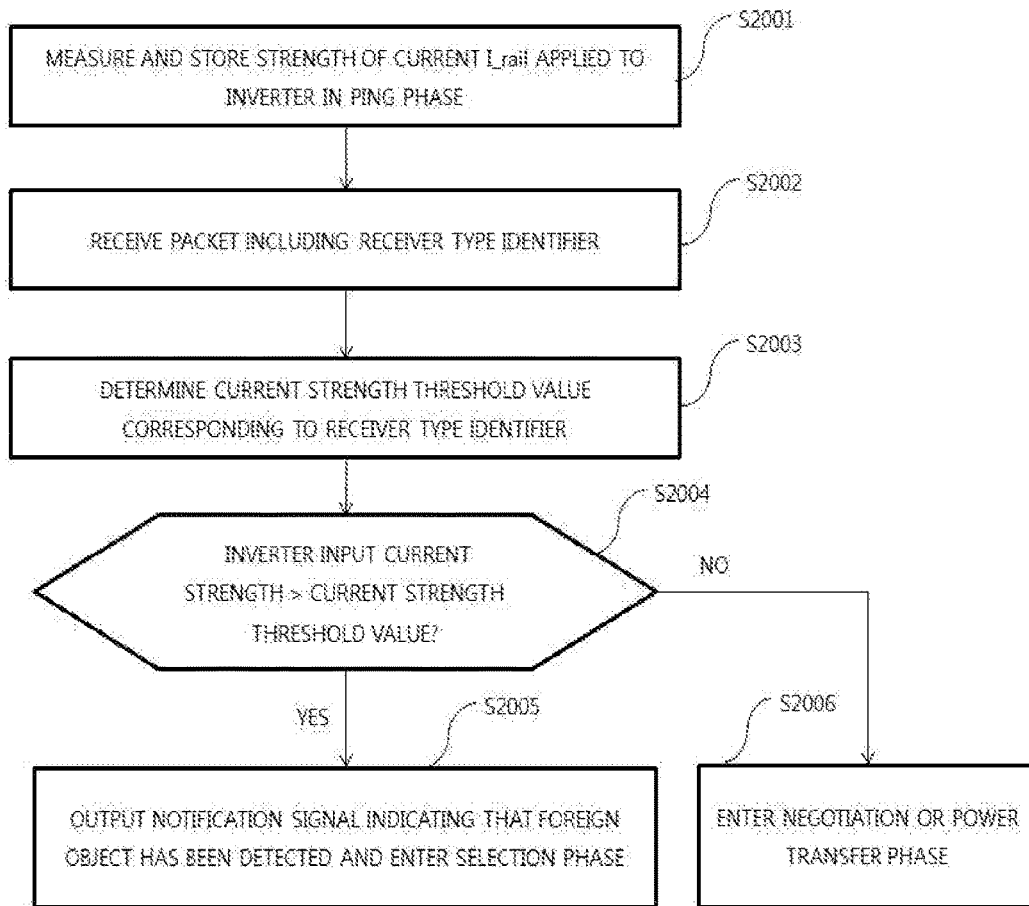 S2001
MEASURE AND STORE STRENGTH OF CURRENT I_rail APPLIED TO
INVERTER IN PING PHASE
S2002
RECEIVE PACKET INCLUDING RECEIVER TYPE IDENTIFIER
S2003
DETERMINE CURRENT STRENGTH THRESHOLD VALUE
CORRESPONDING TO RECEIVER TYPE IDENTIFIER
S2004
INVERTER INPUT CURRENT
STRENGTH > CURRENT STRENGTH
THRESHOLD VALUE?
NO
YES
S2005
OUTPUT NOTIFICATION SIGNAL INDICATING THAT FOREIGN
OBJECT HAS BEEN DETECTED AND ENTER SELECTION PHASE
S2006
ENTER NEGOTIATION OR POWER
TRANSFER PHASE